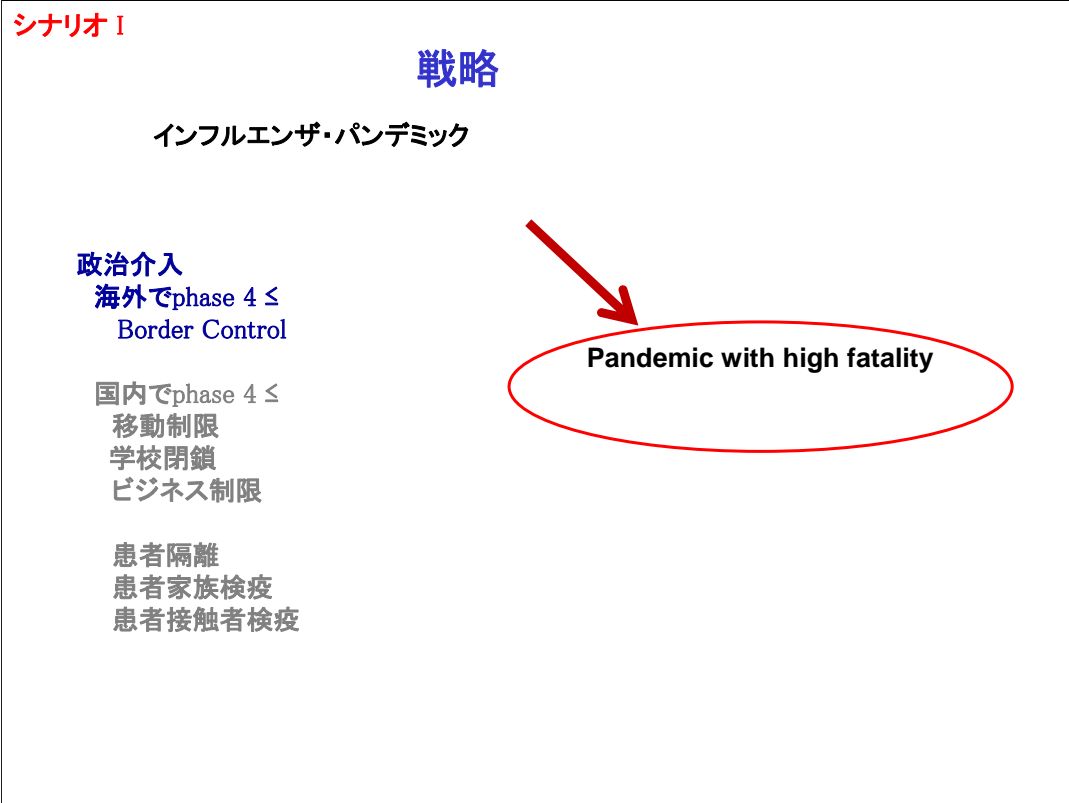 シナリオⅠ
戦略
インフルエンザ・パンデミック
政治介入
海外でphase 4 ≤
Border Control
国内でphase 4 ≤
移動制限
学校閉鎖
ビジネス制限
患者隔離
患者家族検疫
患者接触者検疫
Pandemic with high fatality